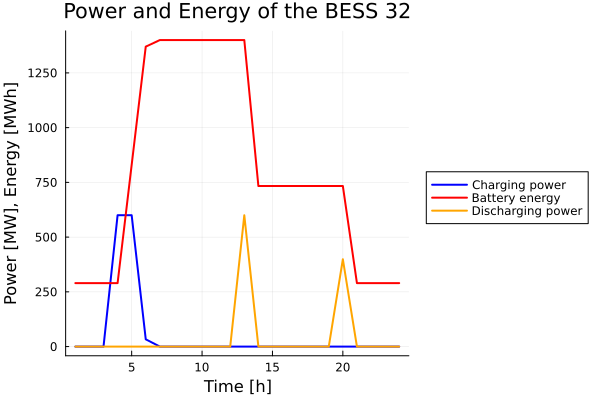 Power and Energy of the BESS 32
Power [MW], Energy [MWh]
1250
1000
750
500
250
0
5
10
15
20
Time [h]
Charging power
Battery energy
Discharging power